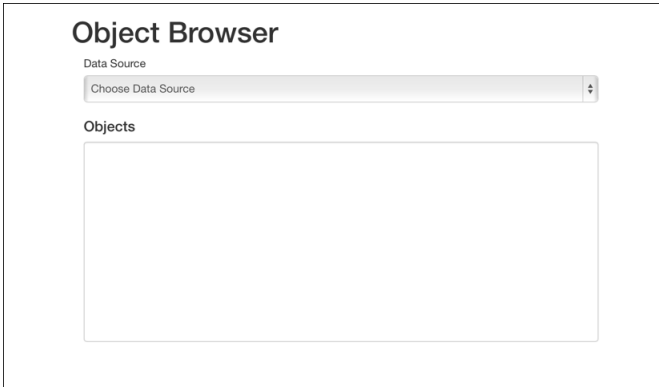 Object Browser
Data Source
Choose Data Source
Objects